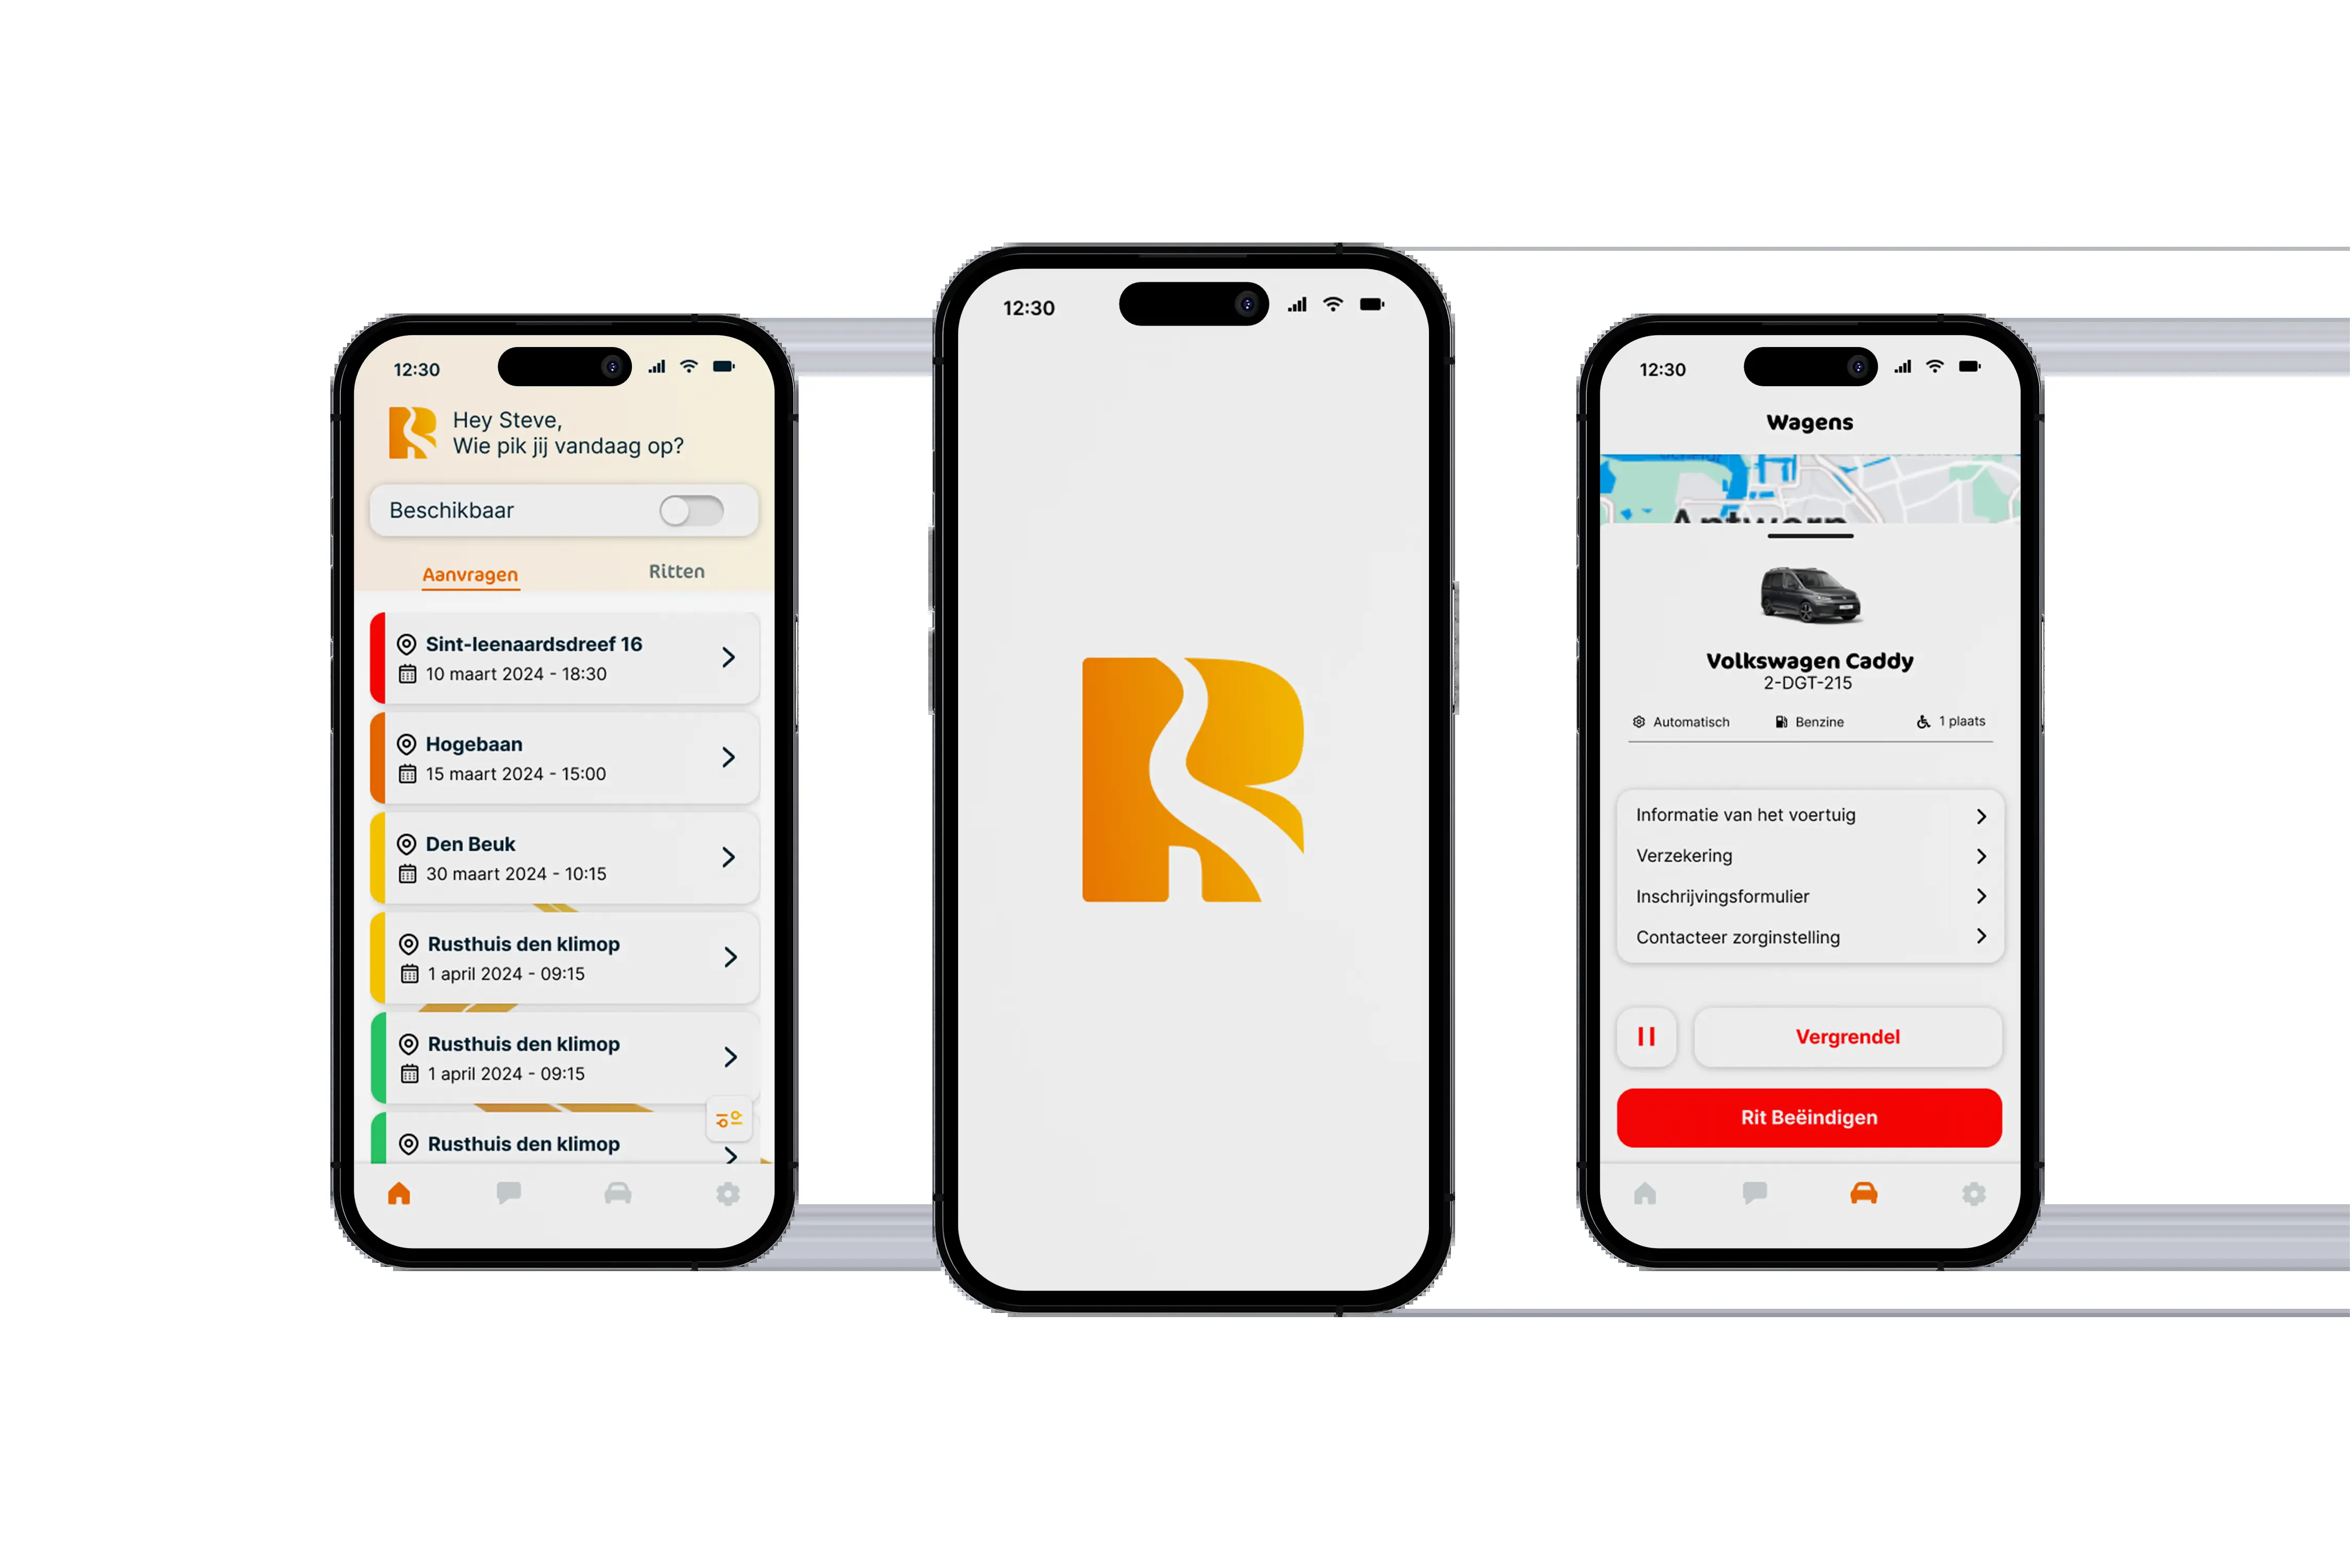 12:30
Hey Steve,
Wie pik jij vandaag op?
Beschikbaar
Aanvragen
Ritten
Sint-leenaardsdreef 16
10 maart 2024 - 18:30
Hogebaan
15 maart 2024 - 15:00
Den Beuk
30 maart 2024 - 10:15
Rusthuis den klimop
1 april 2024 - 09:15
Rusthuis den klimop
1 april 2024 - 09:15
Rusthuis den klimop
12:30
R
12:30
Wagens
Antwerp
Volkswagen Caddy
2-DGT-215
Automatisch
Benzine
1 plaats
Informatie van het voertuig
Verzekering
Inschrijvingsformulier
Contacteer zorginstelling
Vergrendel
Rit Beëindigen